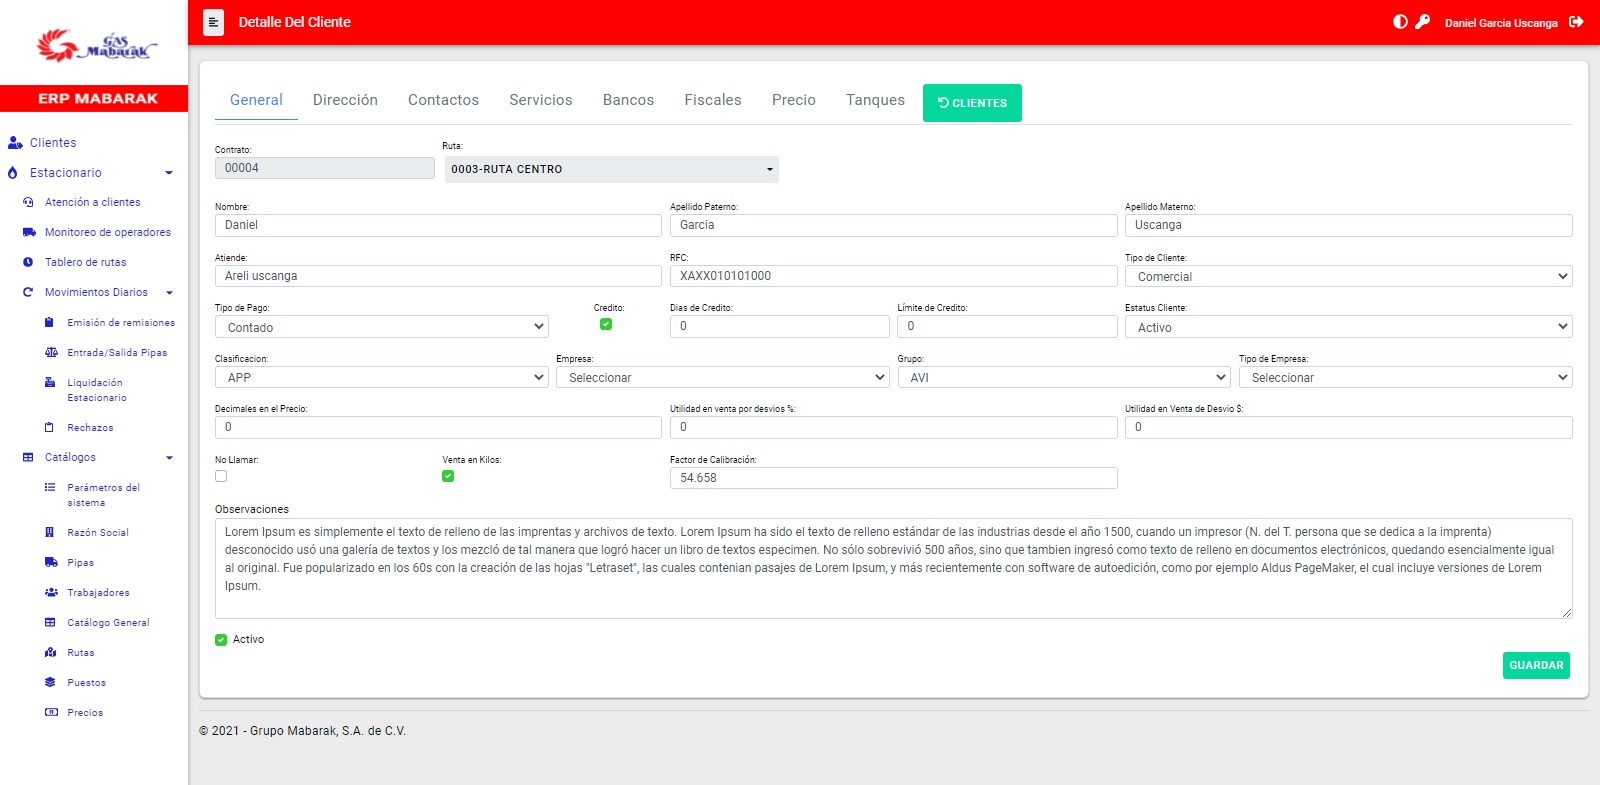 GAS
Mabarak
ERP MABARAK
Clientes
Estacionario
Atención a clientes
Monitoreo de operadores
Tablero de rutas
Movimientos Diarios
Emisión de remisiones
Entrada/Salida Pipas
Liquidación
Estacionario
Rechazos
Catálogos
Parámetros del
sistema
Razón Social
Pipas
Trabajadores
Catálogo General
Rutas
Puestos
Precios
Detalle Del Cliente
Daniel Garcia Uscanga
General Dirección Contactos Servicios Bancos Fiscales Precio Tanques CLIENTES
Contrato: Ruta:
00004 0003-RUTA CENTRO
Nombre: Apellido Paterno: Apellido Materno:
Daniel Garcia Uscanga
Atiende: RFC: Tipo de Cliente:
Areli uscanga XAXX010101000 Comercial
Tipo de Pago: Credito: Dias de Credito: Límite de Credito: Estatus Cliente:
Contado 0 0 Activo
Clasificacion: Empresa: Grupo: Tipo de Empresa:
APP Seleccionar AVI Seleccionar
Decimales en el Precio: Utilidad en venta por desvios %: Utilidad en Venta de Desvio $:
0 0 0
No Llamar: Venta en Kilos: Factor de Calibración:
54.658
Observaciones
Lorem Ipsum es simplemente el texto de relleno de las imprentas y archivos de texto. Lorem Ipsum ha sido el texto de relleno estándar de las industrias desde el año 1500, cuando un impresor (N. del T. persona que se dedica a la imprenta)
desconocido usó una galería de textos y los mezcló de tal manera que logró hacer un libro de textos especimen. No sólo sobrevivió 500 años, sino que tambien ingresó como texto de relleno en documentos electrónicos, quedando esencialmente igual
al original. Fue popularizado en los 60s con la creación de las hojas "Letraset", las cuales contenian pasajes de Lorem Ipsum, y más recientemente con software de autoedición, como por ejemplo Aldus PageMaker, el cual incluye versiones de Lorem
Ipsum.
Activo
GUARDAR
© 2021 - Grupo Mabarak, S.A. de C.V.